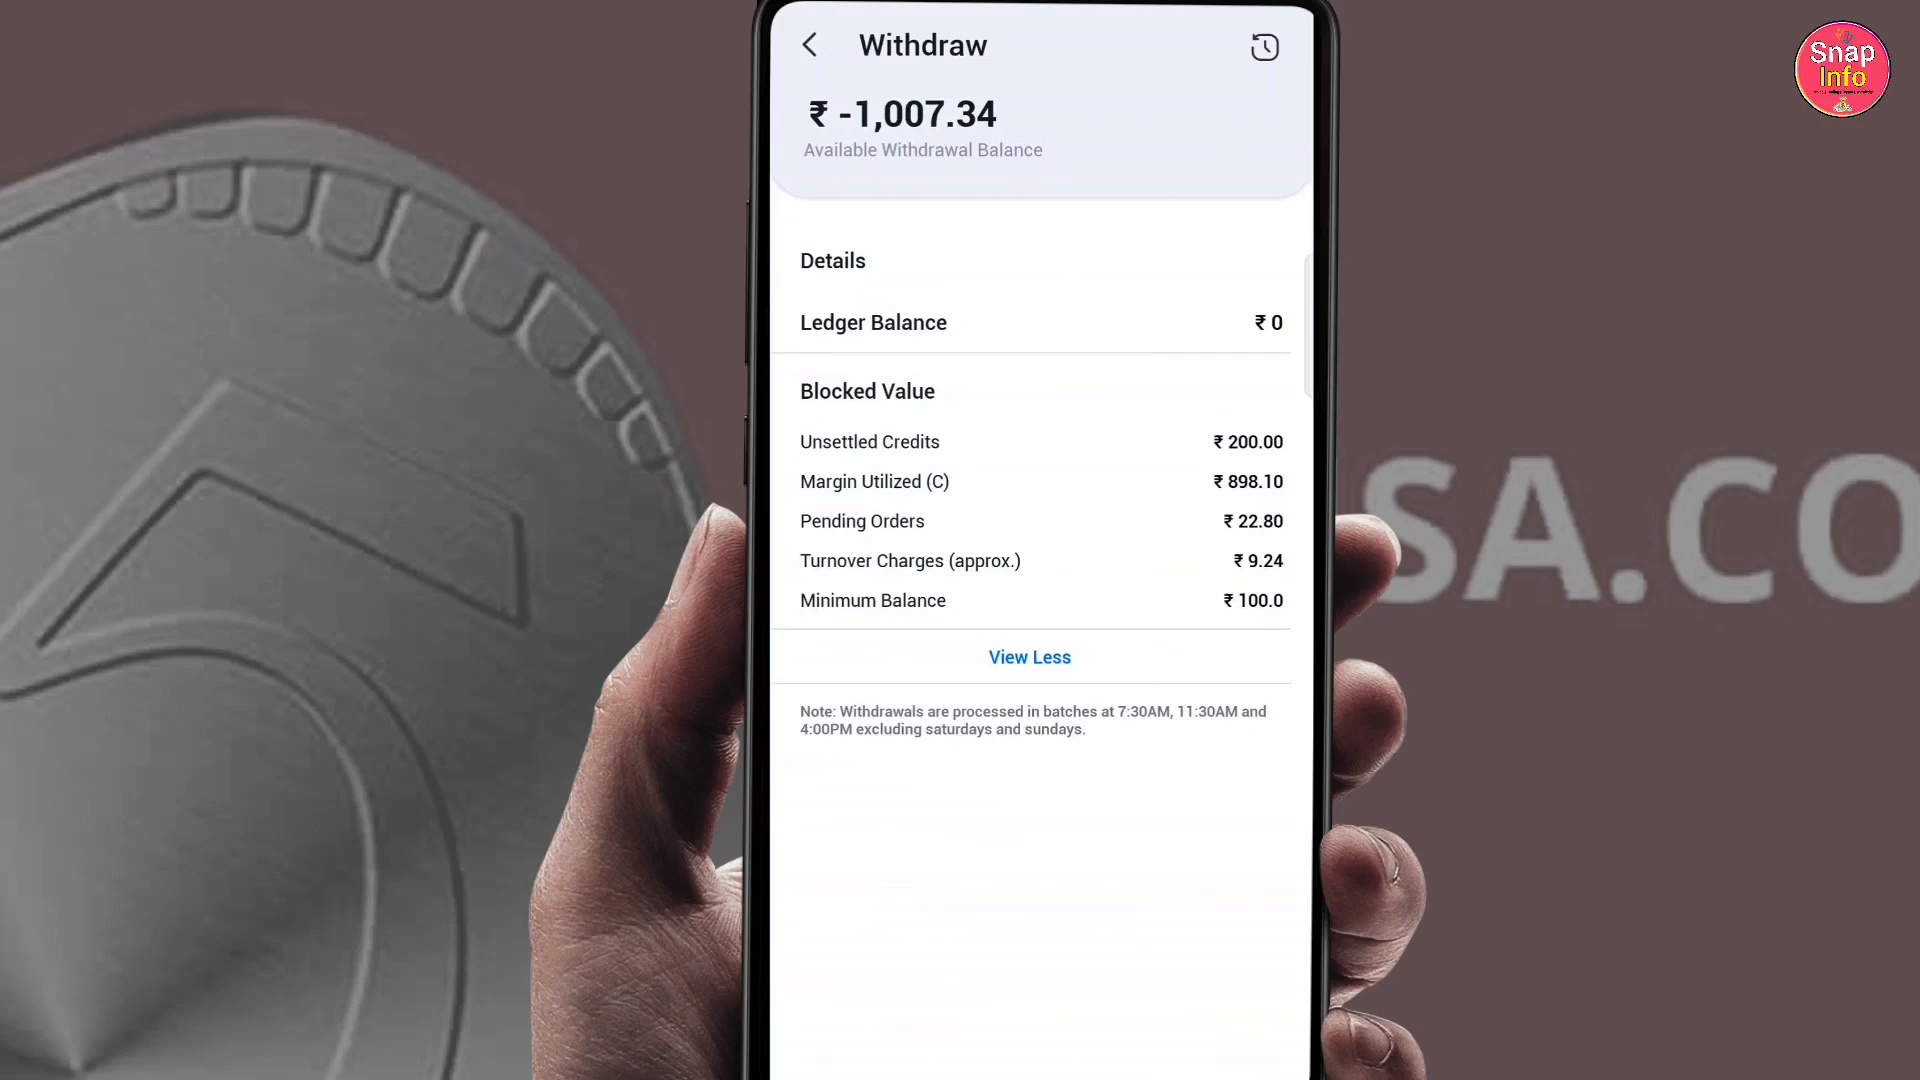 Withdraw
₹ -1,007.34
Available Withdrawal Balance
Details
Ledger Balance ₹ 0
Blocked Value
Unsettled Credits ₹ 200.00
Margin Utilized (C) ₹ 898.10
Pending Orders ₹ 22.80
Turnover Charges (approx.) ₹ 9.24
Minimum Balance ₹ 100.0
View Less
Note: Withdrawals are processed in batches at 7:30AM, 11:30AM and
4:00PM excluding saturdays and sundays.
Snap
Info
SA.CO